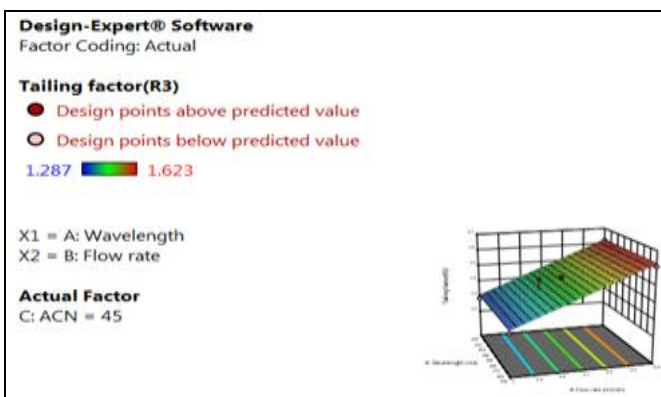 Design-Expert® Software
Factor Coding: Actual
Tailing factor(R3)
Design points above predicted value
Design points below predicted value
1.287 1.623
X1 = A: Wavelength
X2 = B: Flow rate
Actual Factor
C: ACN = 45